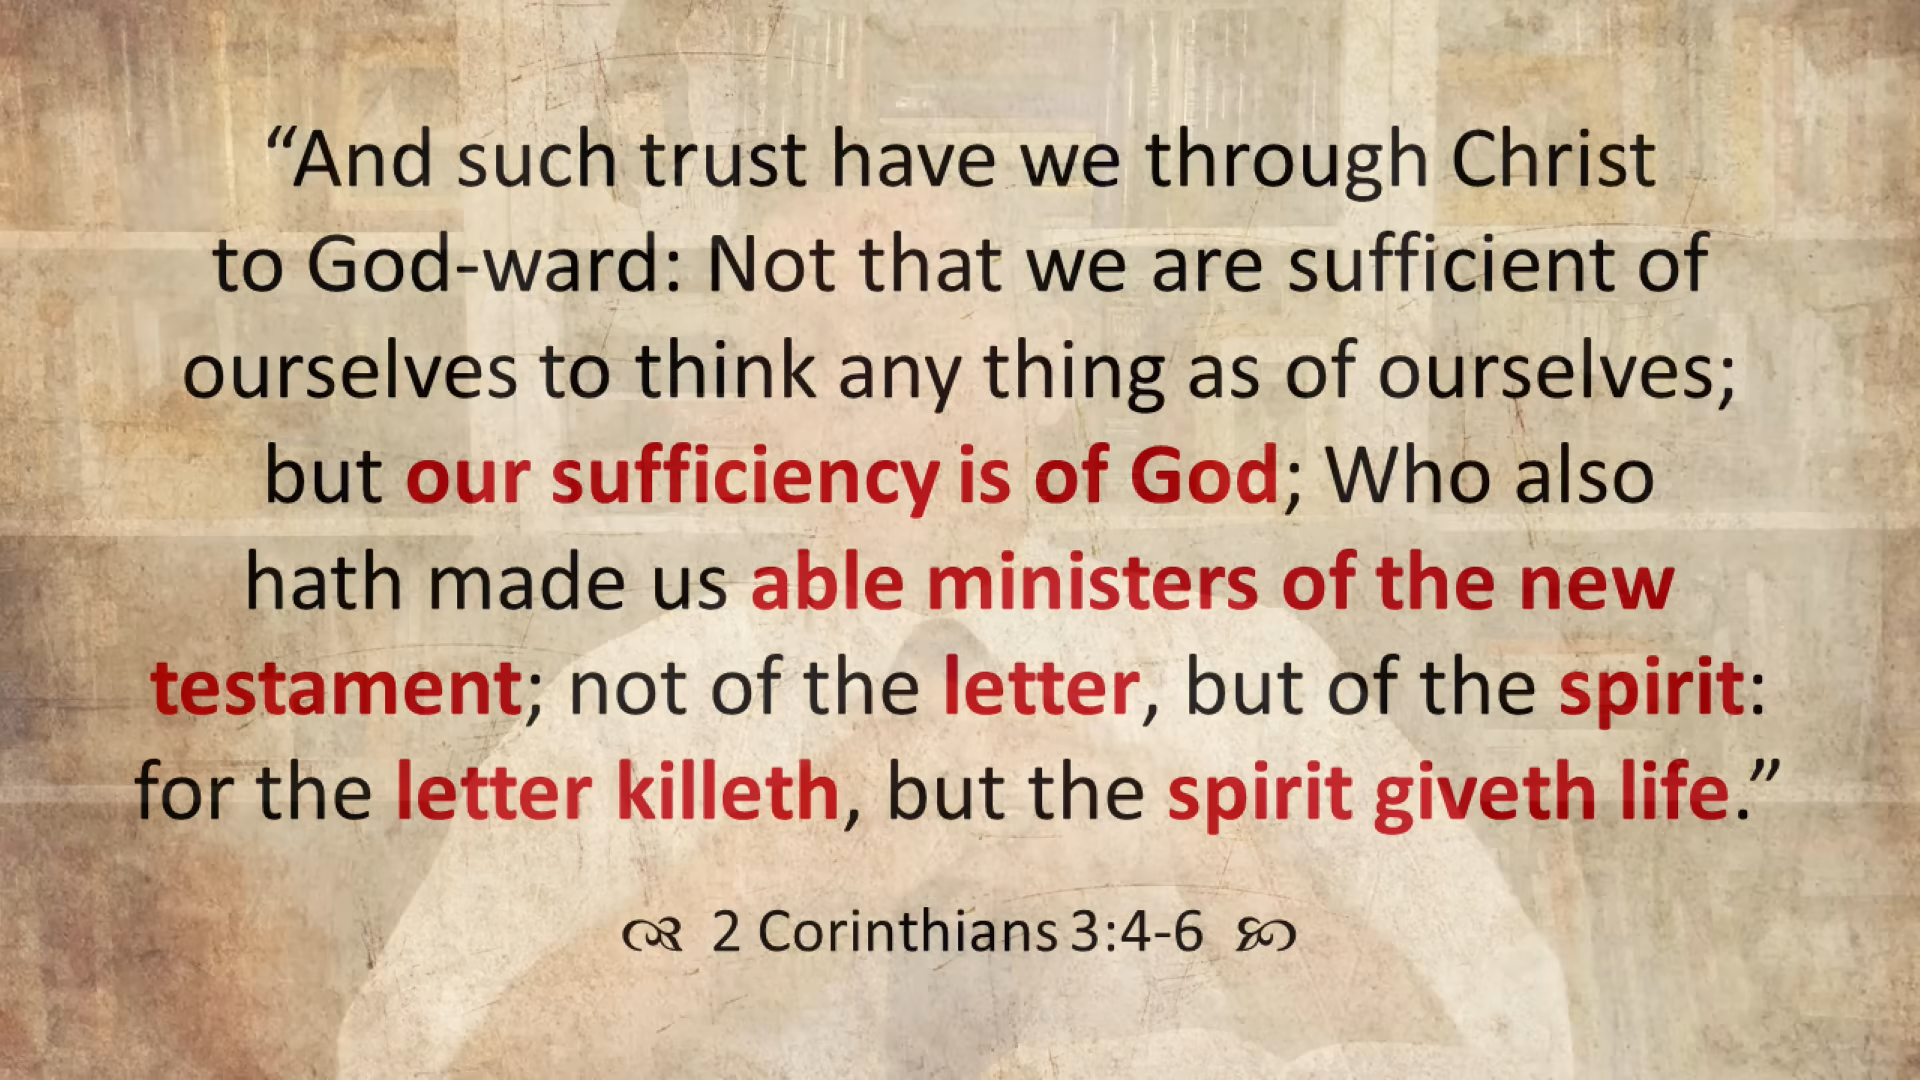 “And such trust have we through Christ
to God-ward: Not that we are sufficient of
ourselves to think any thing as of ourselves;
but our sufficiency is of God; Who also
hath made us able ministers of the new
testament; not of the letter, but of the spirit:
for the letter killeth, but the spirit giveth life.”
2 Corinthians 3:4-6